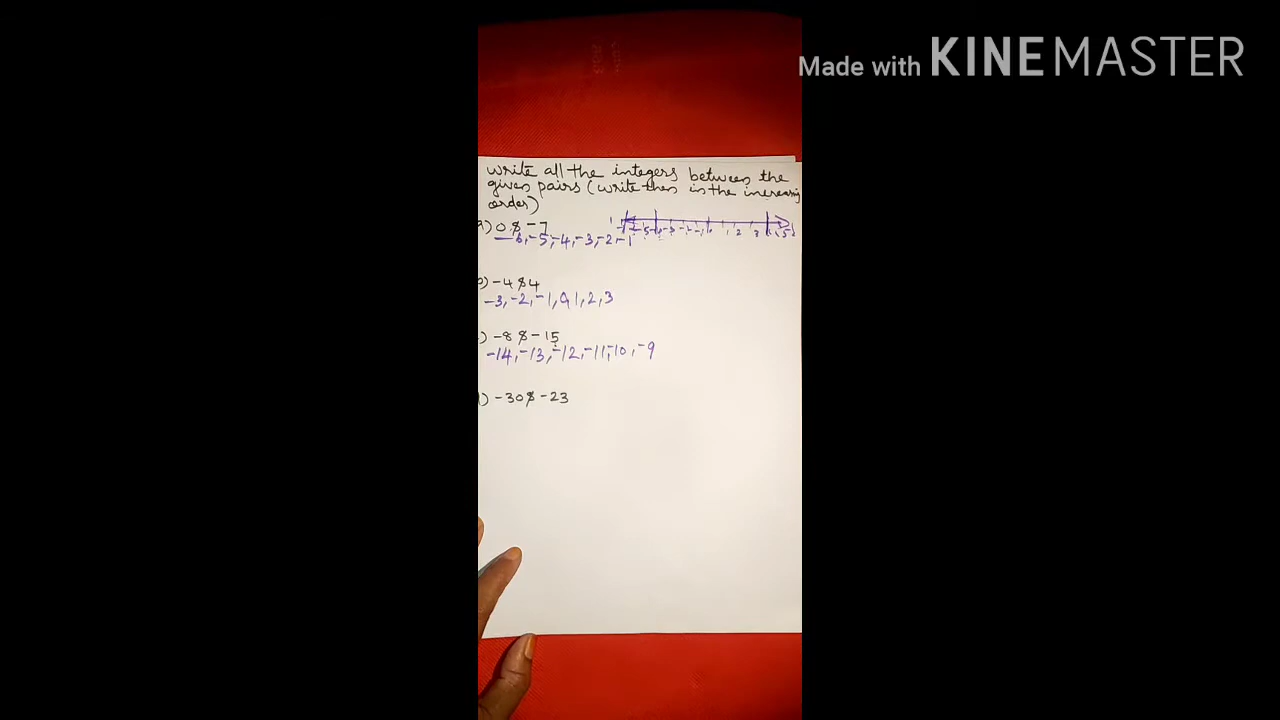 Made with KINEMASTER
write all the integers between the
given pairs (write then in the increasing
order)
a) 0 & -7
-6, -5, -4, -3, -2, -1
b) -4 & 4
-3, -2, -1, 0, 1, 2, 3
) -8 & -15
-14, -13, -12, -11, -10, -9
d) -30 & -23